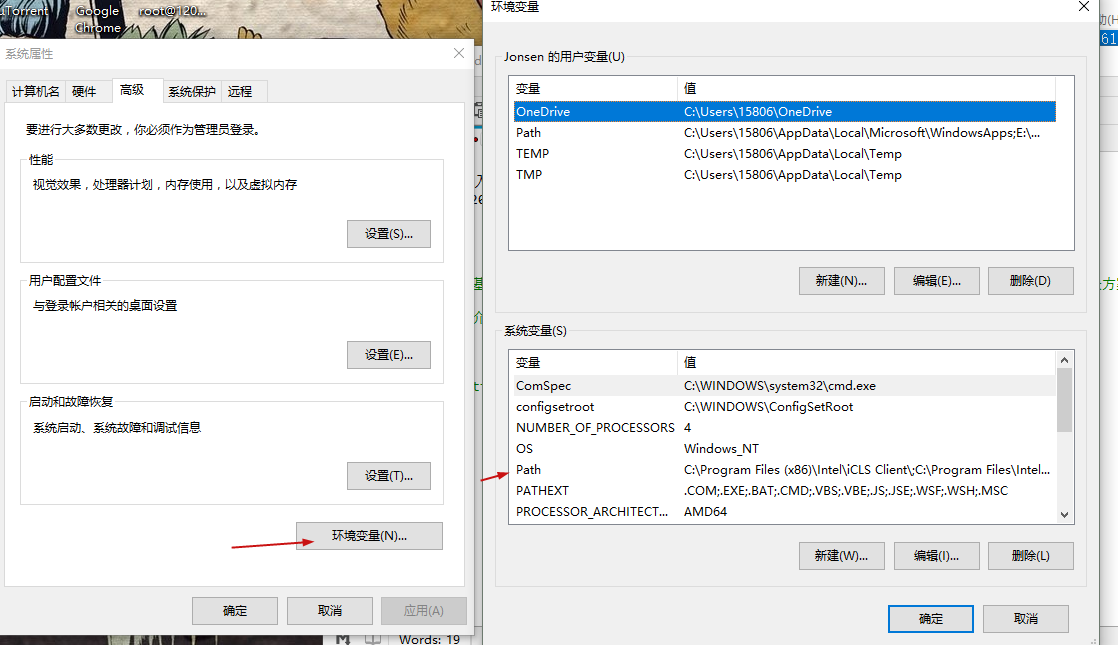 uTorrent
Google
Chrome
root@120...
系统属性
计算机名 硬件 高级 系统保护 远程
要进行大多数更改，你必须作为管理员登录。
性能
视觉效果，处理器计划，内存使用，以及虚拟内存
设置(S)...
用户配置文件
与登录帐户相关的桌面设置
设置(E)...
启动和故障恢复
系统启动、系统故障和调试信息
设置(T)...
环境变量(N)...
确定 取消 应用(A)
Words: 19
环境变量
Jonsen 的用户变量(U)
变量 值
OneDrive C:\Users\15806\OneDrive
Path C:\Users\15806\AppData\Local\Microsoft\WindowsApps;E:\...
TEMP C:\Users\15806\AppData\Local\Temp
TMP C:\Users\15806\AppData\Local\Temp
新建(N)... 编辑(E)... 删除(D)
系统变量(S)
变量 值
ComSpec C:\WINDOWS\system32\cmd.exe
configsetroot C:\WINDOWS\ConfigSetRoot
NUMBER_OF_PROCESSORS 4
OS Windows_NT
Path C:\Program Files (x86)\Intel\iCLS Client\;C:\Program Files\Intel...
PATHEXT .COM;.EXE;.BAT;.CMD;.VBS;.VBE;.JS;.JSE;.WSF;.WSH;.MSC
PROCESSOR_ARCHITECT... AMD64
新建(W)... 编辑(I)... 删除(L)
确定 取消
61